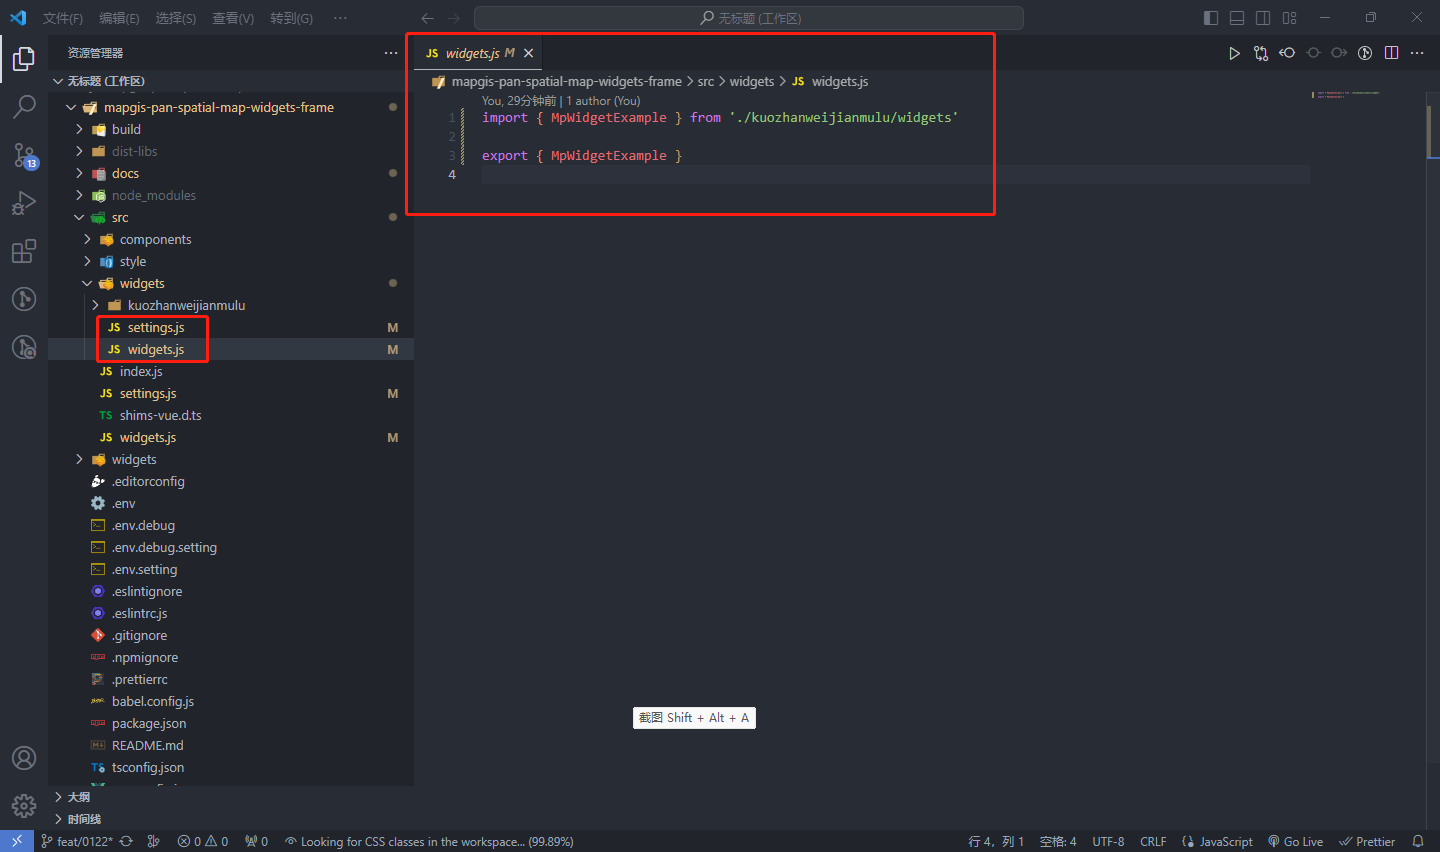 文件(F) 编辑(E) 选择(S) 查看(V) 转到(G) ···
无标题 (工作区)
资源管理器
无标题 (工作区)
mapgis-pan-spatial-map-widgets-frame
build
dist-libs
docs
node_modules
src
components
style
widgets
kuozhanweijianmulu
JS settings.js M
JS widgets.js M
JS index.js
JS settings.js M
TS shims-vue.d.ts
JS widgets.js M
widgets
.editorconfig
.env
.env.debug
.env.debug.setting
.env.setting
.eslintignore
.eslintrc.js
.gitignore
.npmignore
.prettierrc
babel.config.js
package.json
README.md
TS tsconfig.json
大纲
时间线
13
JS widgets.js M
mapgis-pan-spatial-map-widgets-frame > src > widgets > JS widgets.js
You, 29分钟前 | 1 author (You)
1 import { MpWidgetExample } from './kuozhanweijianmulu/widgets'
2
3 export { MpWidgetExample }
4
截图 Shift + Alt + A
feat/0122* 0 0 0 Looking for CSS classes in the workspace... (99.89%) 行 4，列 1 空格: 4 UTF-8 CRLF JavaScript Go Live Prettier